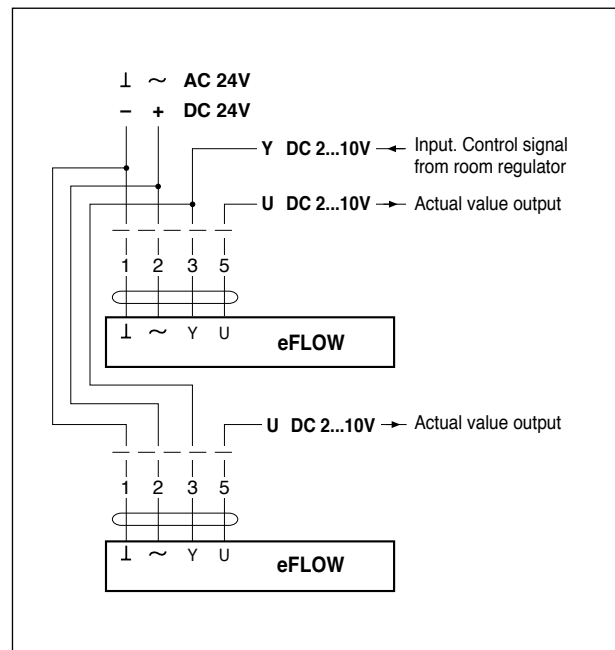 ⊥ ~ AC 24V
– + DC 24V
Y DC 2...10V Input. Control signal
from room regulator
U DC 2...10V Actual value output
1 2 3 5
⊥ ~ Y U eFLOW
U DC 2...10V Actual value output
1 2 3 5
⊥ ~ Y U eFLOW